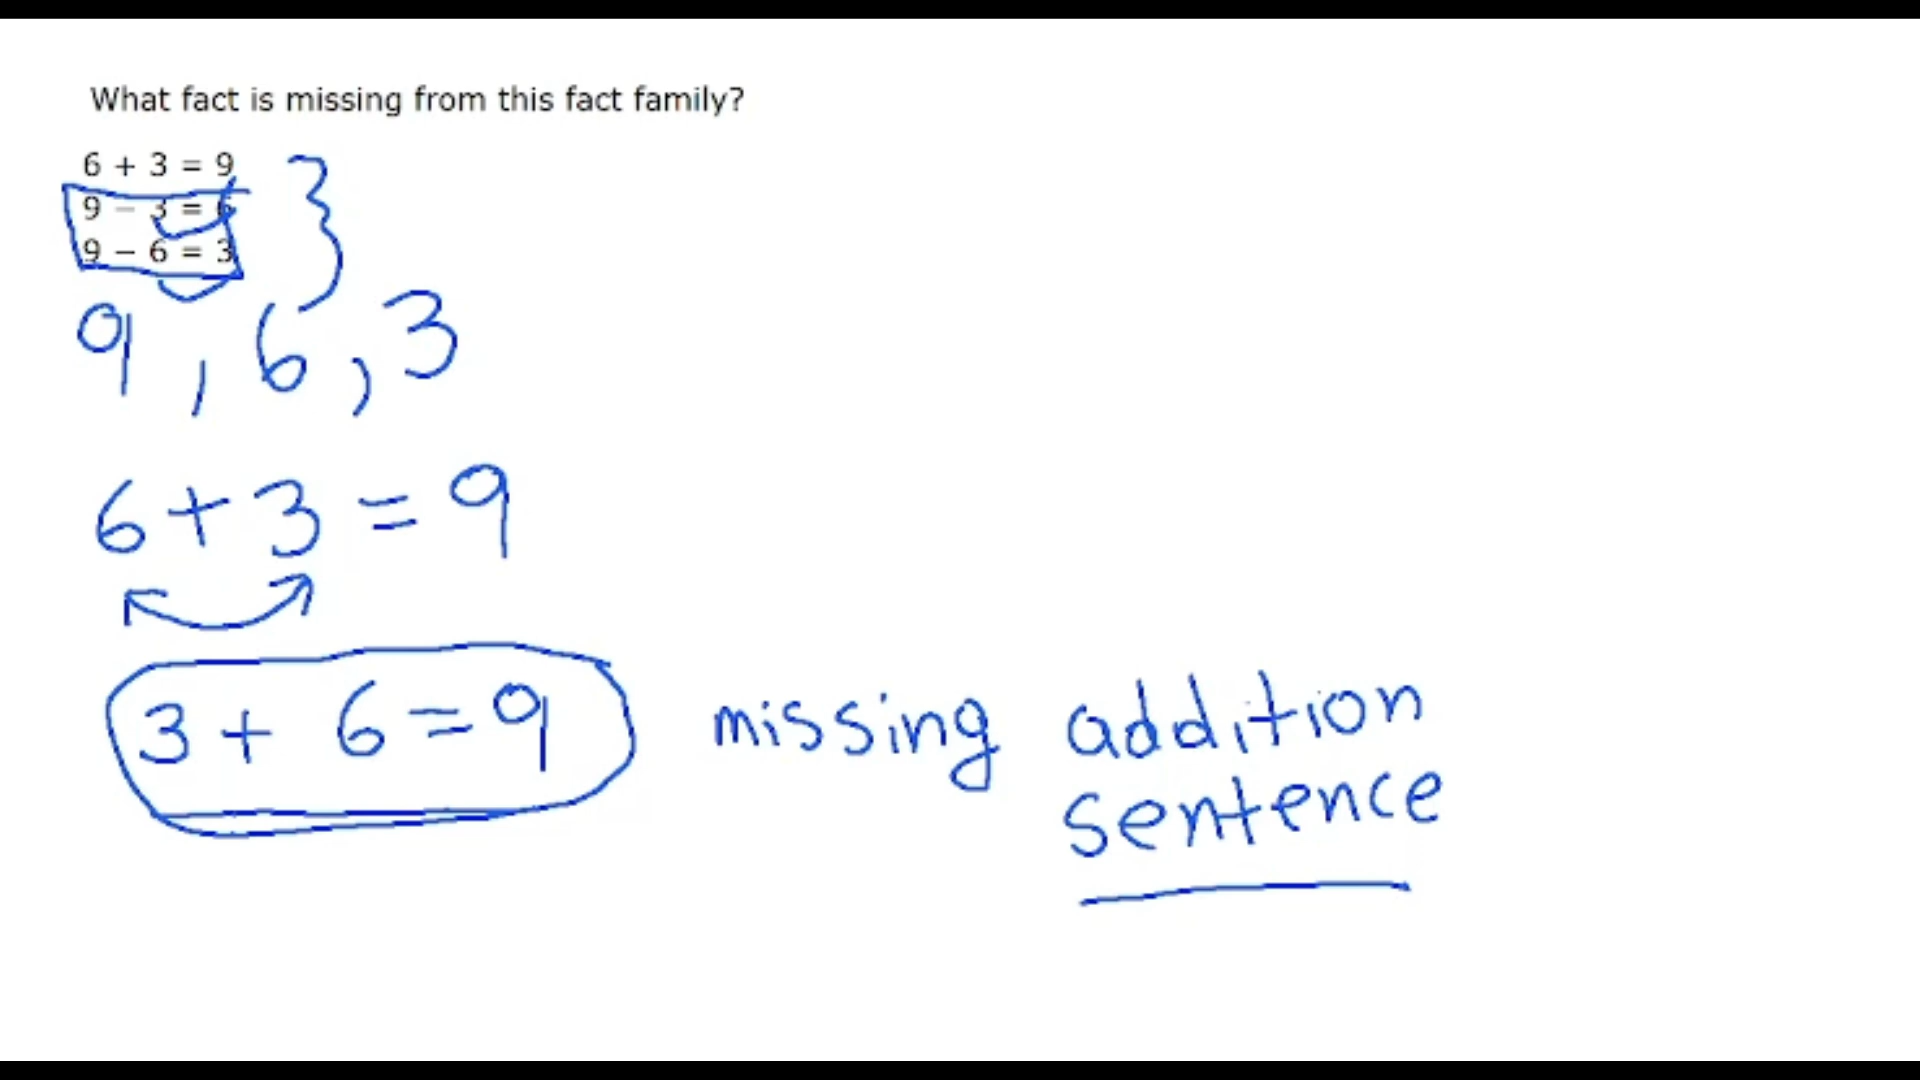 What fact is missing from this fact family?
6 + 3 = 9
9 − 3 = 6
9 − 6 = 3
9, 6, 3
6 + 3 = 9
3 + 6 = 9 missing addition
sentence